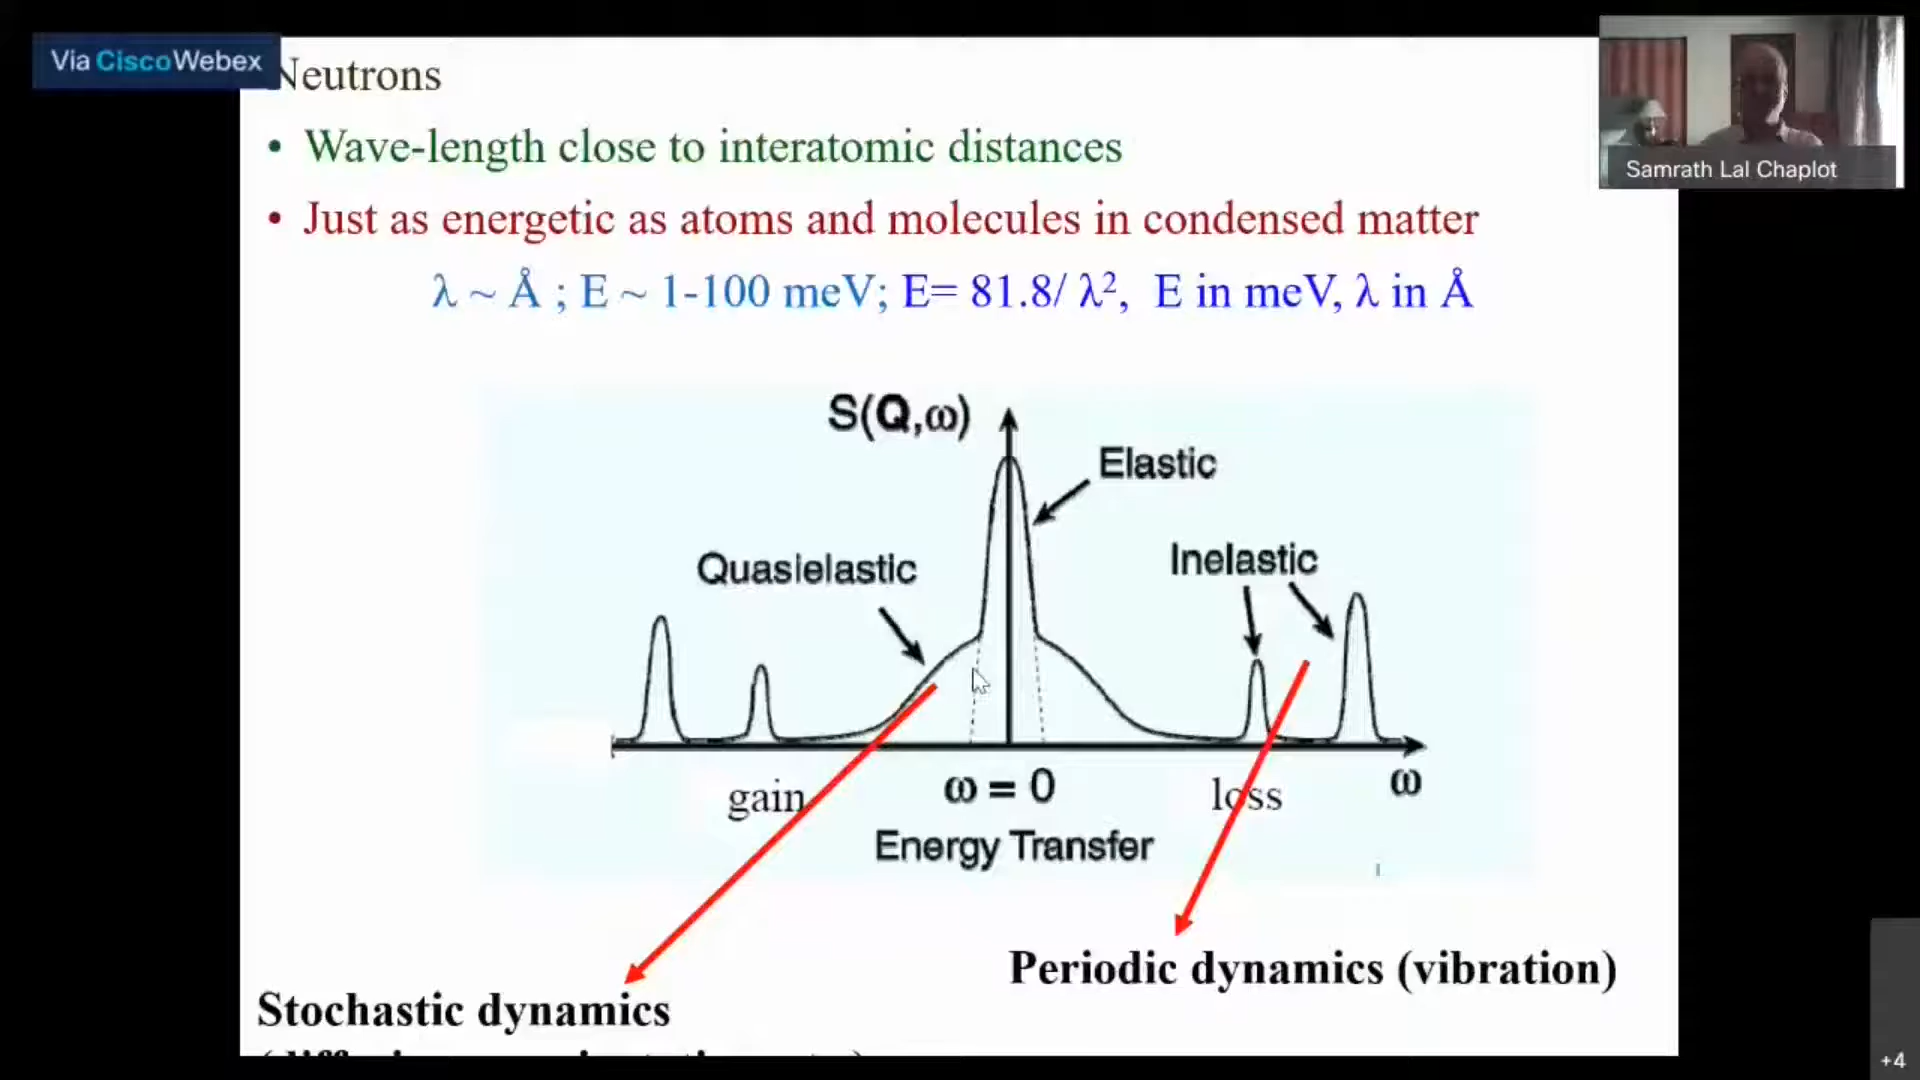 Via CiscoWebex
Neutrons
• Wave-length close to interatomic distances
Samrath Lal Chaplot
• Just as energetic as atoms and molecules in condensed matter
λ ~ Å ; E ~ 1-100 meV; E= 81.8/ λ², E in meV, λ in Å
S(Q,ω)
Elastic
Quasielastic
Inelastic
gain
ω = 0
loss
ω
Energy Transfer
Periodic dynamics (vibration)
Stochastic dynamics
+4